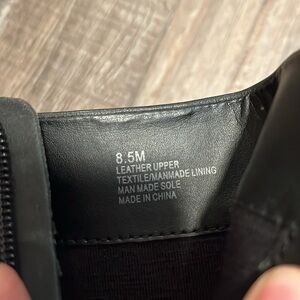 8.5M
LEATHER UPPER
TEXTILE/MANMADE LINING
MAN MADE SOLE
MADE IN CHINA